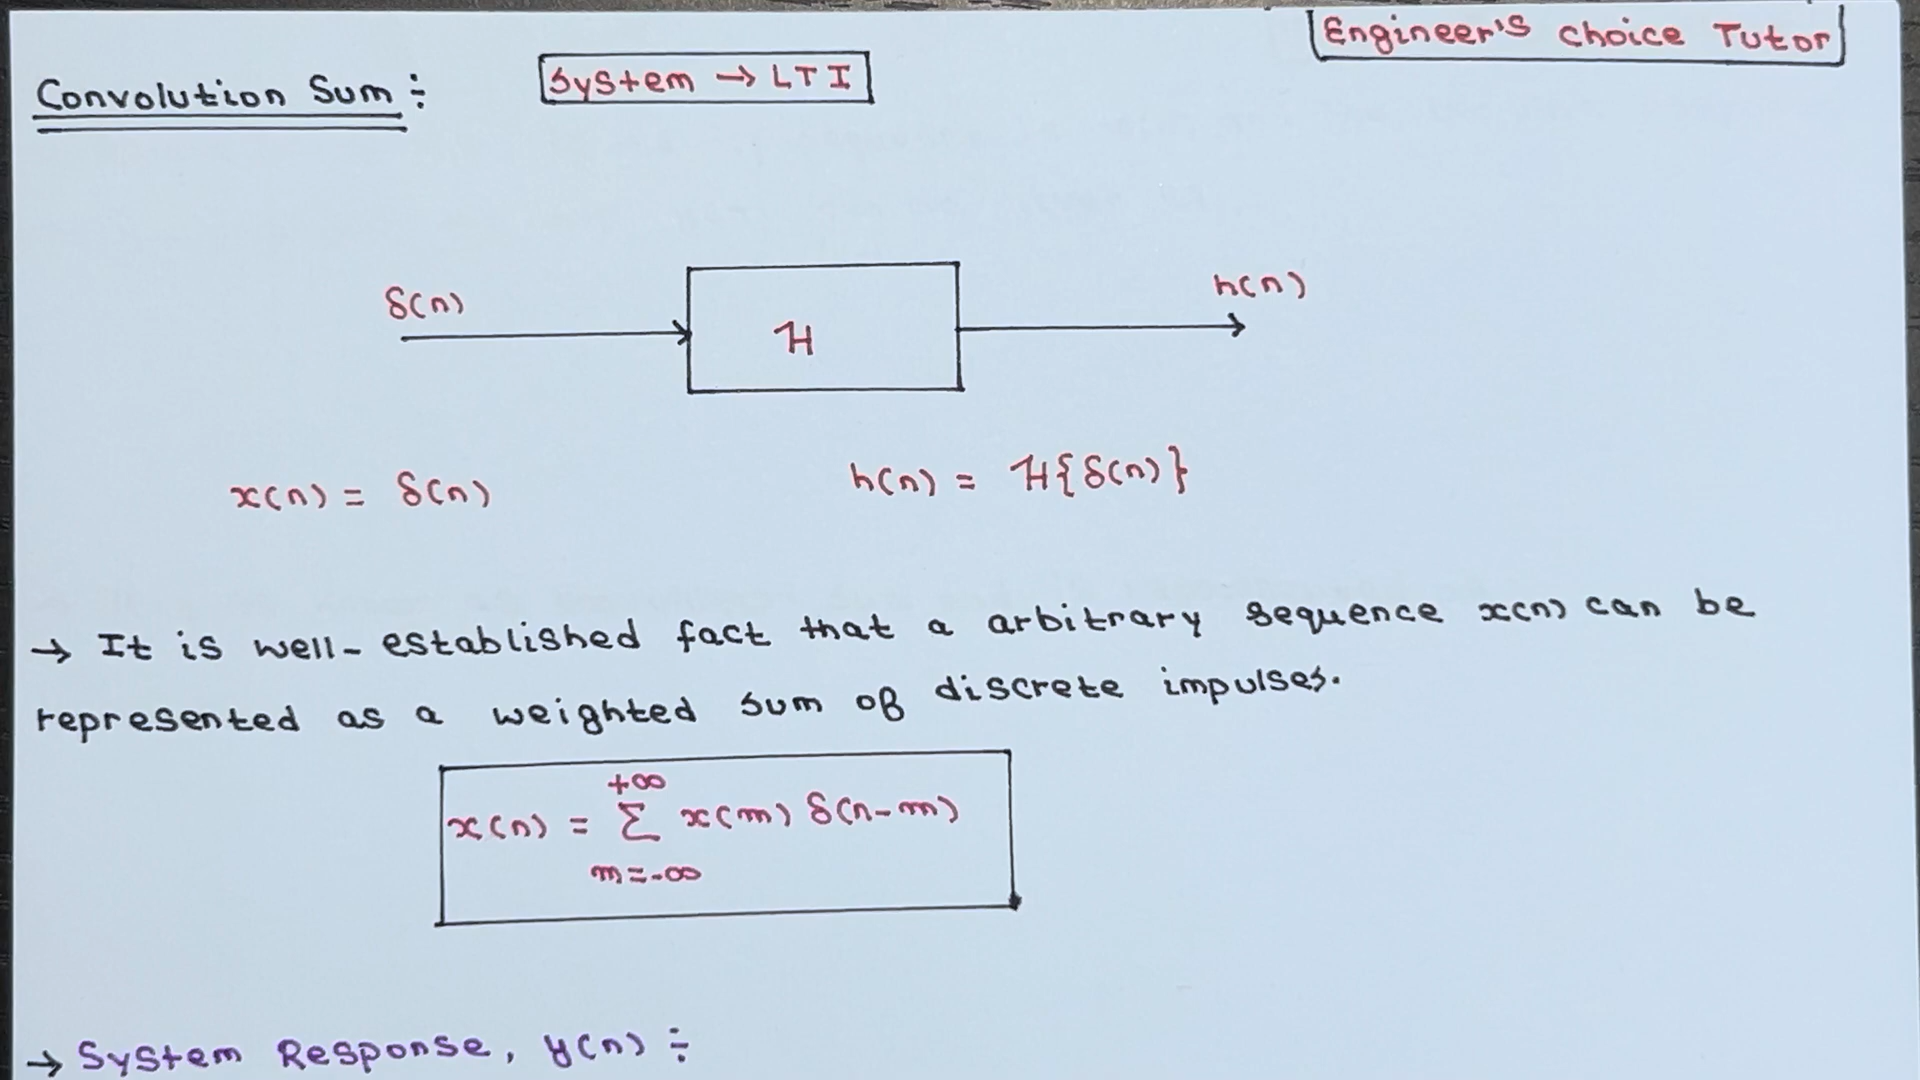 Engineer's Choice Tutor
Convolution Sum ÷
System → LTI
δ(n)
H
h(n)
x(n) = δ(n)
h(n) = H{δ(n)}
→ It is well-established fact that a arbitrary sequence x(n) can be
represented as a weighted sum of discrete impulses.
+∞
x(n) = Σ x(m) δ(n-m)
m=-∞
→ System Response, y(n) ÷